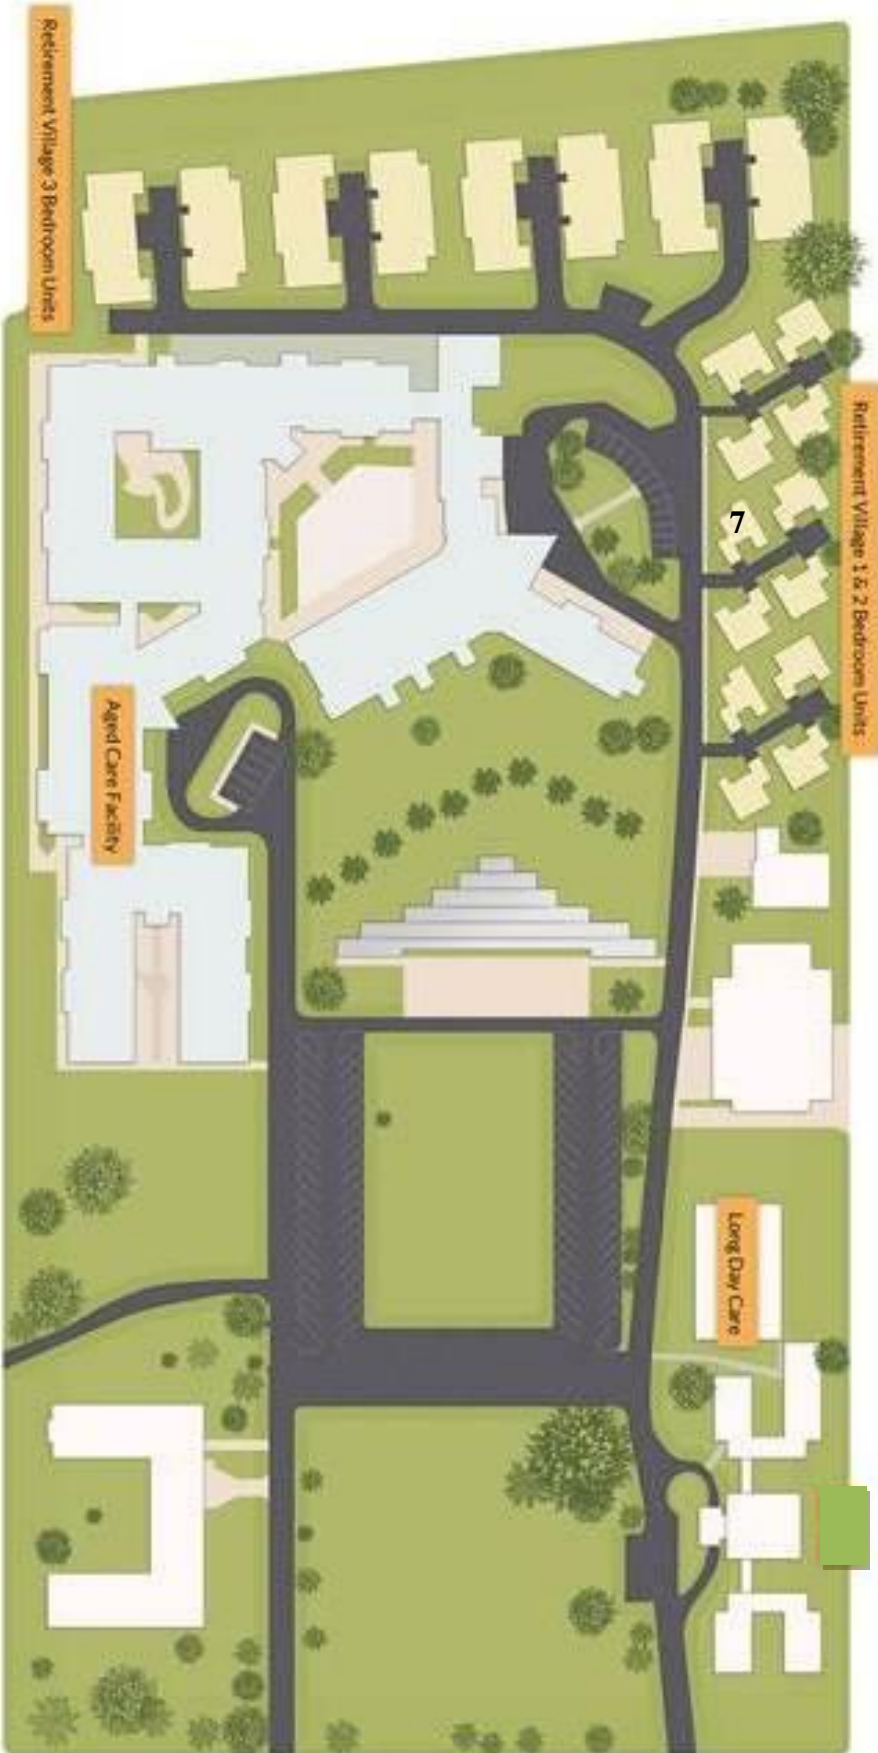 Retirement Village 3 Bedroom Units
Retirement Village 1 & 2 Bedroom Units
7
Aged Care Facility
Long Day Care